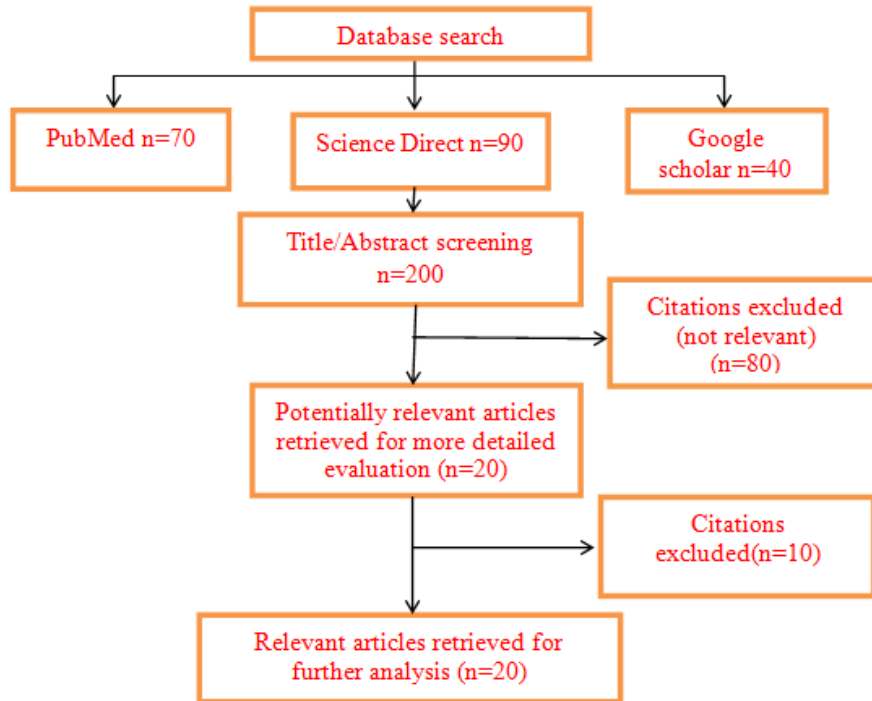 Database search
PubMed n=70
Science Direct n=90
Google
scholar n=40
Title/Abstract screening
n=200
Citations excluded
(not relevant)
(n=80)
Potentially relevant articles
retrieved for more detailed
evaluation (n=20)
Citations
excluded(n=10)
Relevant articles retrieved for
further analysis (n=20)